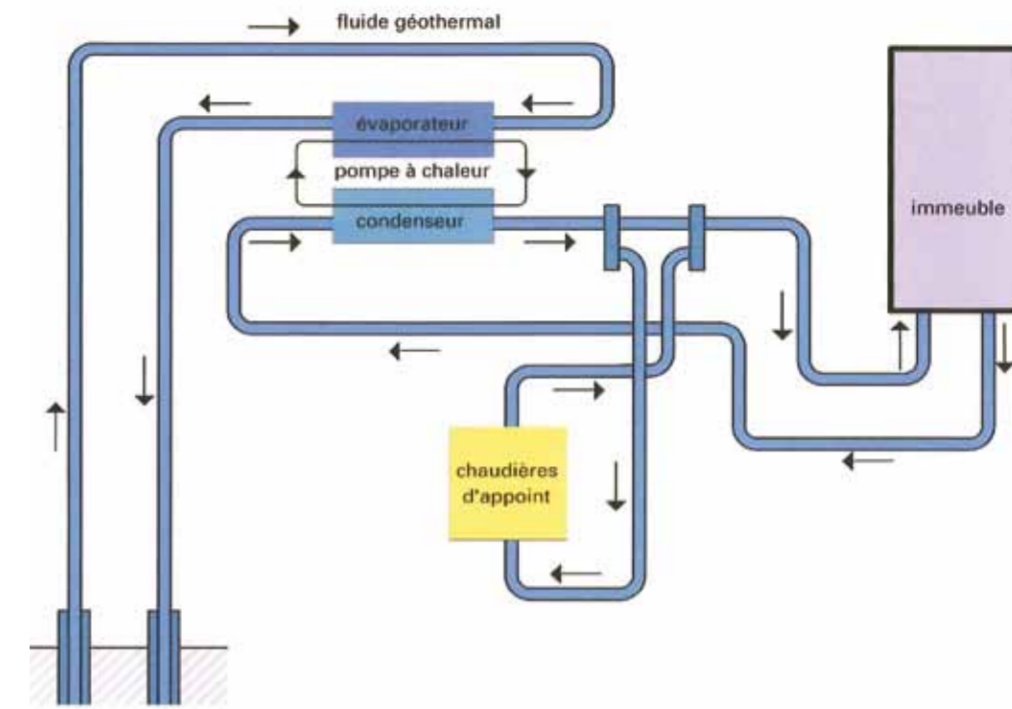 fluide géothermal
évaporateur
pompe à chaleur
condenseur
immeuble
chaudières
d'appoint